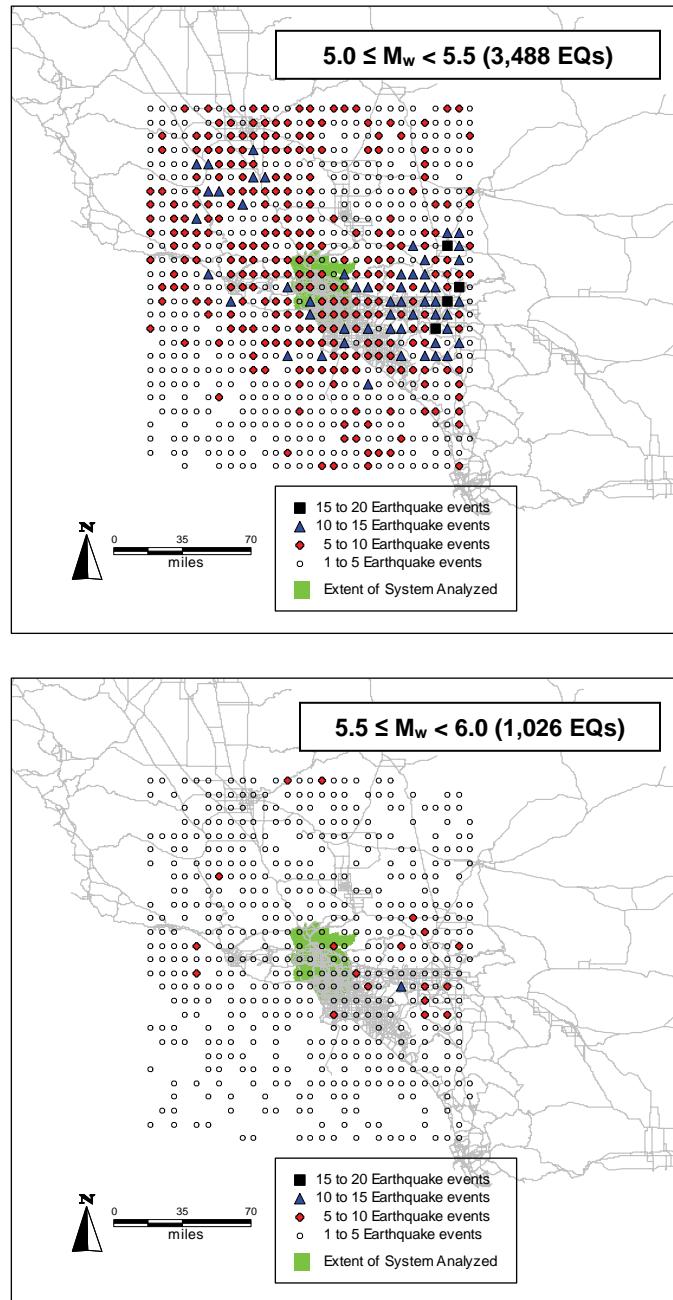 5.0 ≤ Mw < 5.5 (3,488 EQs)
15 to 20 Earthquake events
10 to 15 Earthquake events
5 to 10 Earthquake events
1 to 5 Earthquake events
Extent of System Analyzed
N
0 35 70
miles
5.5 ≤ Mw < 6.0 (1,026 EQs)
15 to 20 Earthquake events
10 to 15 Earthquake events
5 to 10 Earthquake events
1 to 5 Earthquake events
Extent of System Analyzed
N
0 35 70
miles